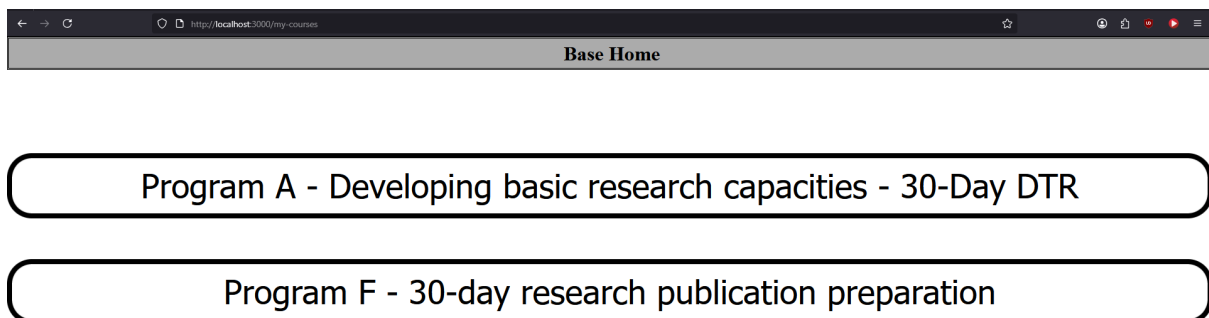 http://localhost:3000/my-courses
Base Home
Program A - Developing basic research capacities - 30-Day DTR
Program F - 30-day research publication preparation